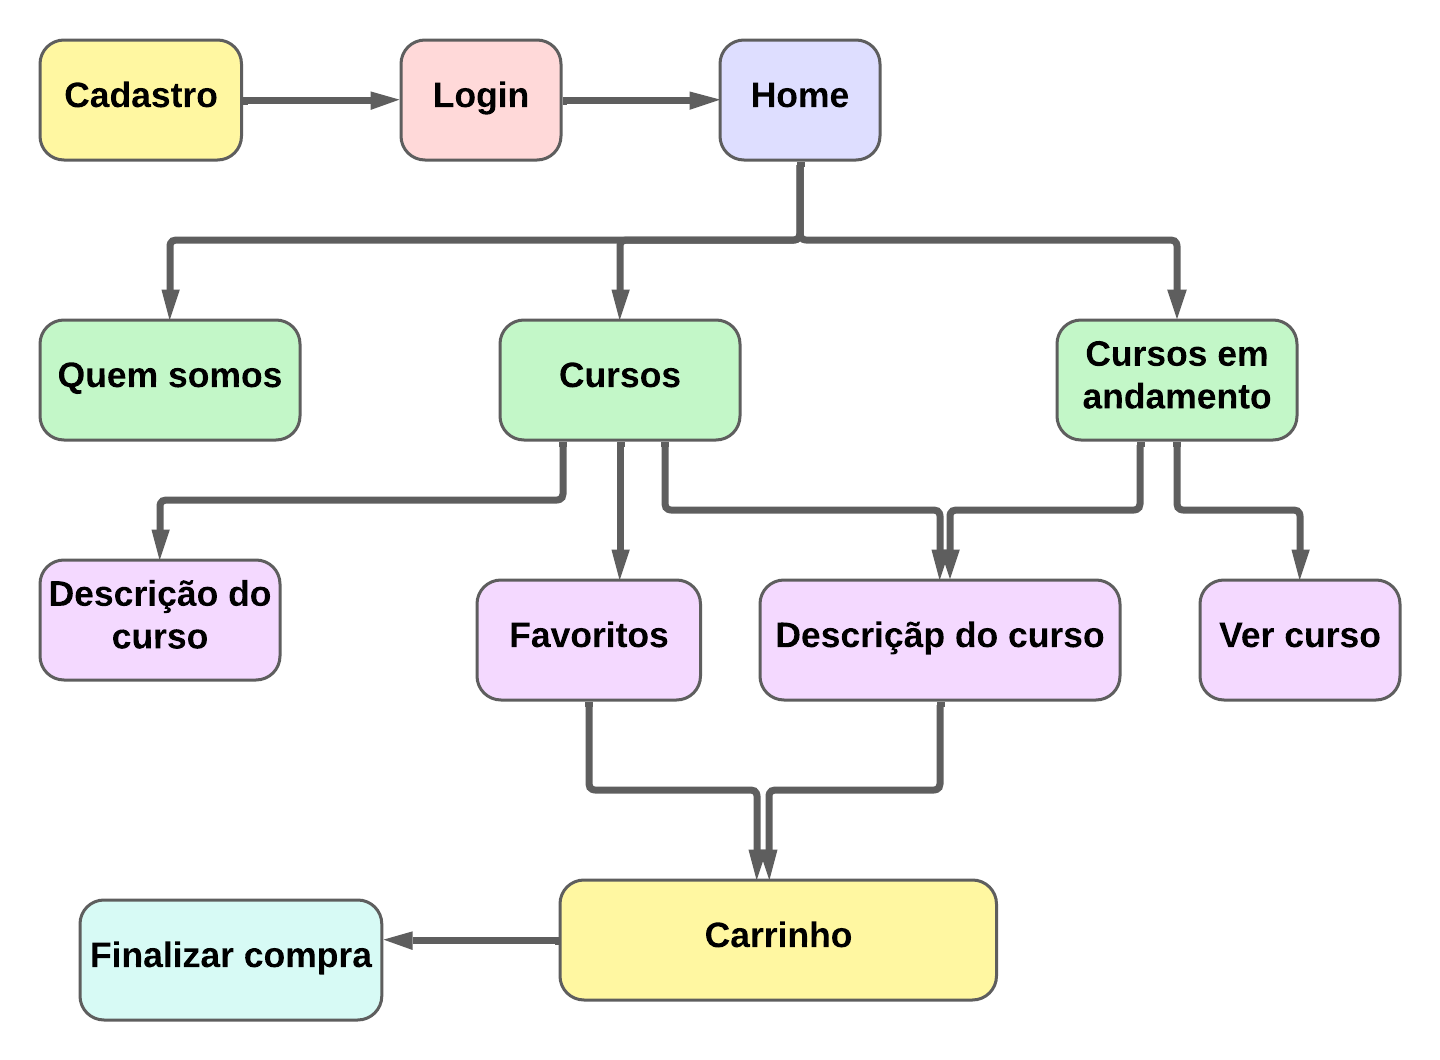 Cadastro
Login
Home
Quem somos
Cursos
Cursos em
andamento
Descrição do
curso
Favoritos
Descriçãp do curso
Ver curso
Carrinho
Finalizar compra